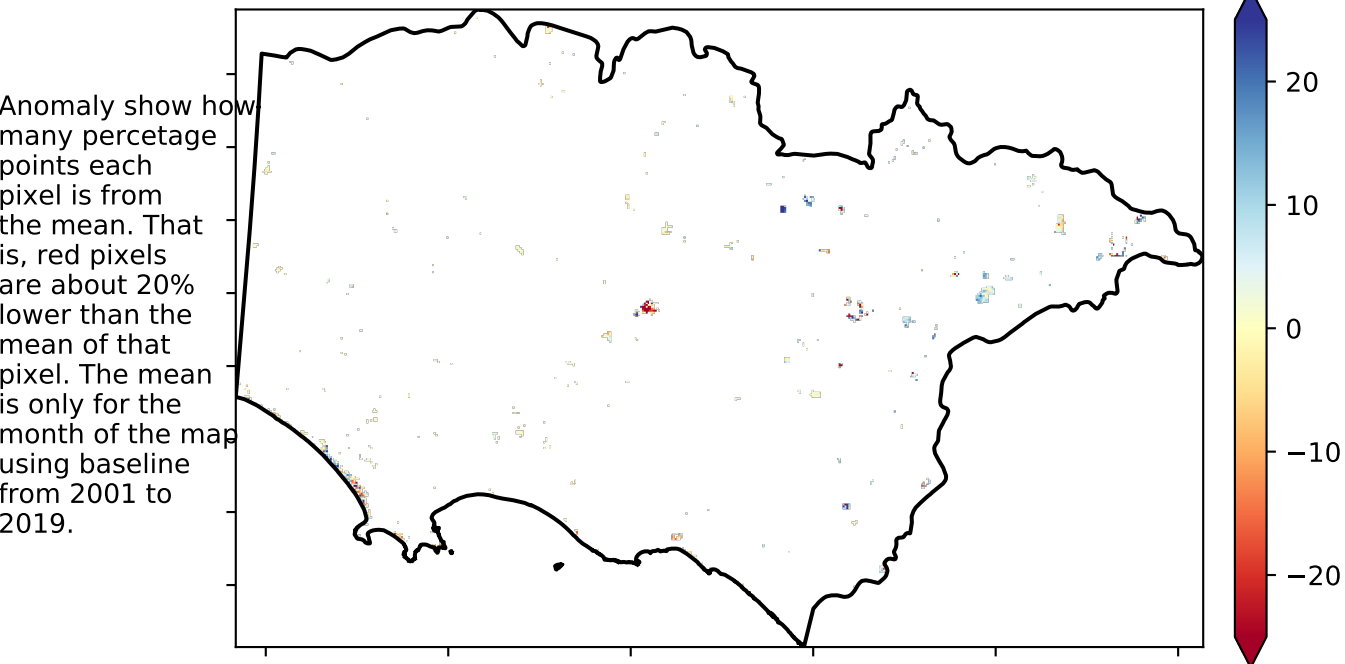 Anomaly show how
many percetage
points each
pixel is from
the mean. That
is, red pixels
are about 20%
lower than the
mean of that
pixel. The mean
is only for the
month of the map
using baseline
from 2001 to
2019.
20
10
0
−10
−20